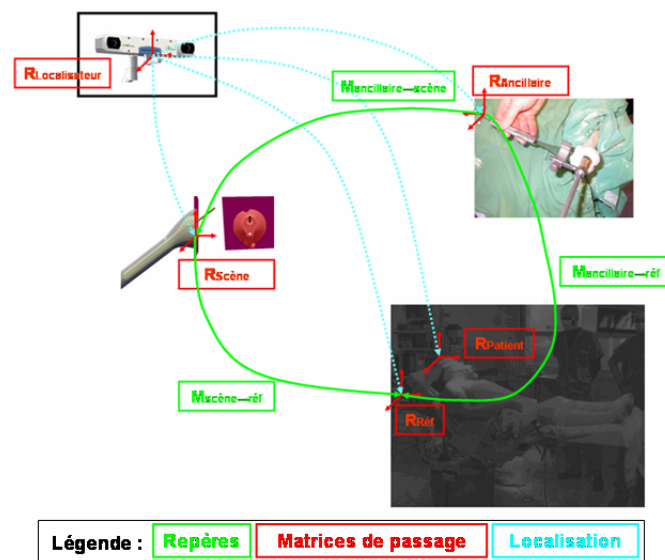 RLocalisateur
Mancillaire—scène
RAncillaire
RScène
Mancillaire—réf
RPatient
Mscène—réf
RRéf
Légende : Repères Matrices de passage Localisation